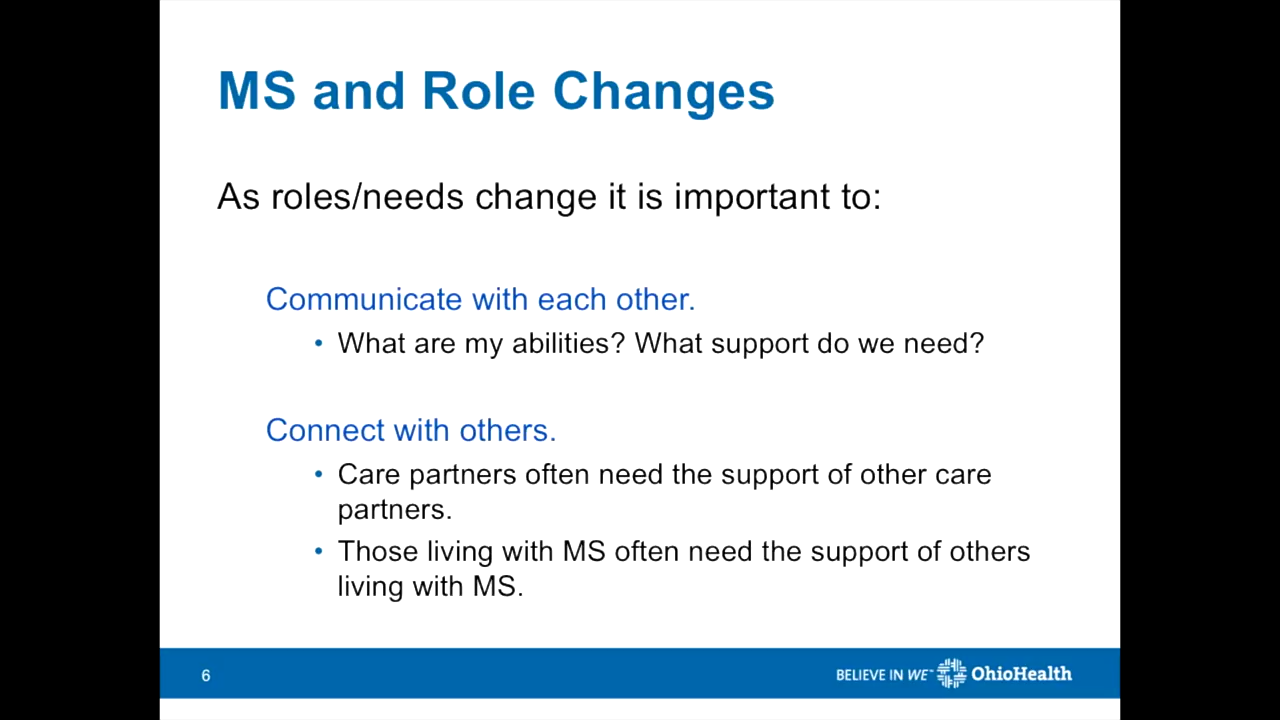 MS and Role Changes
As roles/needs change it is important to:
Communicate with each other.
• What are my abilities? What support do we need?
Connect with others.
• Care partners often need the support of other care
partners.
• Those living with MS often need the support of others
living with MS.
6
BELIEVE IN WE℠ OhioHealth